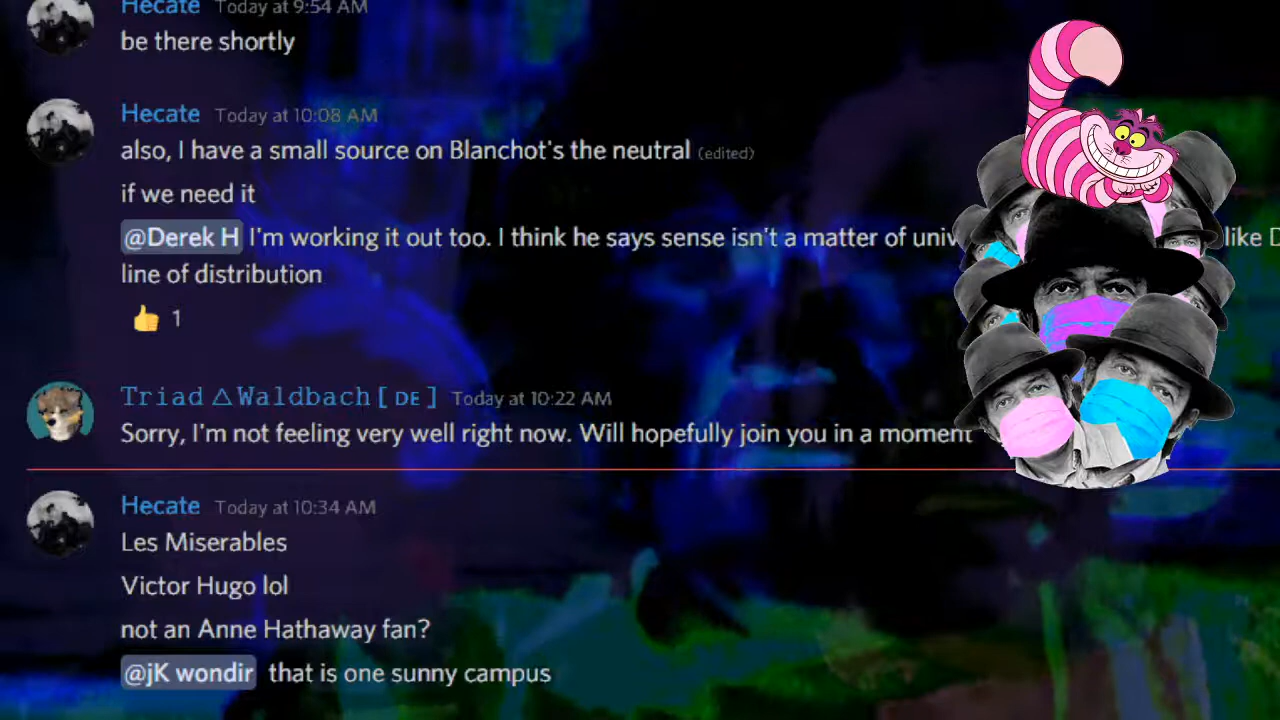 Hecate Today at 9:54 AM
be there shortly
Hecate Today at 10:08 AM
also, I have a small source on Blanchot's the neutral (edited)
if we need it
@Derek H I'm working it out too. I think he says sense isn't a matter of like
line of distribution
👍 1
Triad △ Waldbach [ DE ] Today at 10:22 AM
Sorry, I'm not feeling very well right now. Will hopefully join you in a moment
Hecate Today at 10:34 AM
Les Miserables
Victor Hugo lol
not an Anne Hathaway fan?
@jK wondir that is one sunny campus